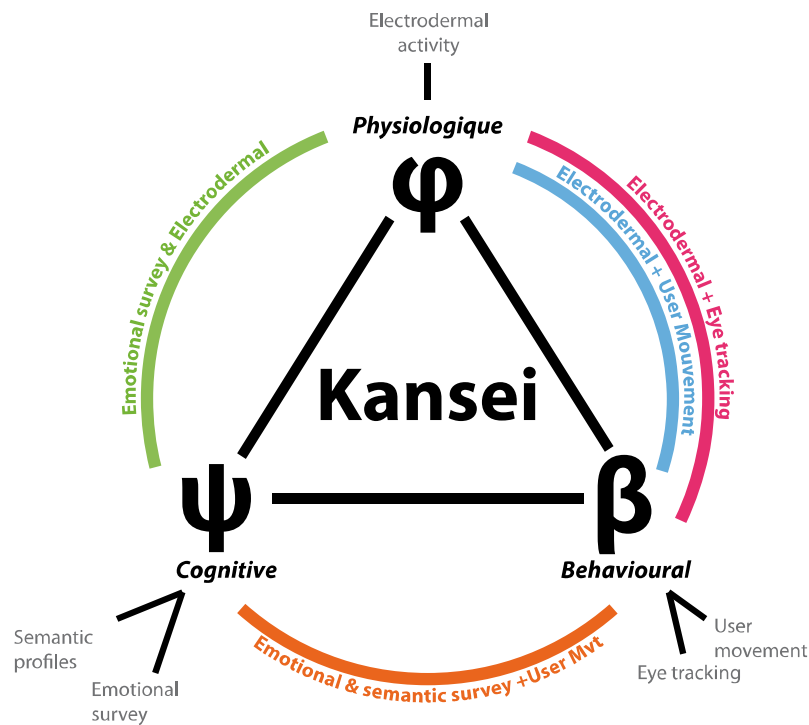 Electrodermal
activity
Physiologique
φ
Emotional survey & Electrodermal
Electrodermal + User Mouvement
Electrodermal + Eye tracking
Kansei
ψ
β
Cognitive
Behavioural
Semantic
profiles
Emotional
survey
Emotional & semantic survey +User Mvt
User
movement
Eye tracking